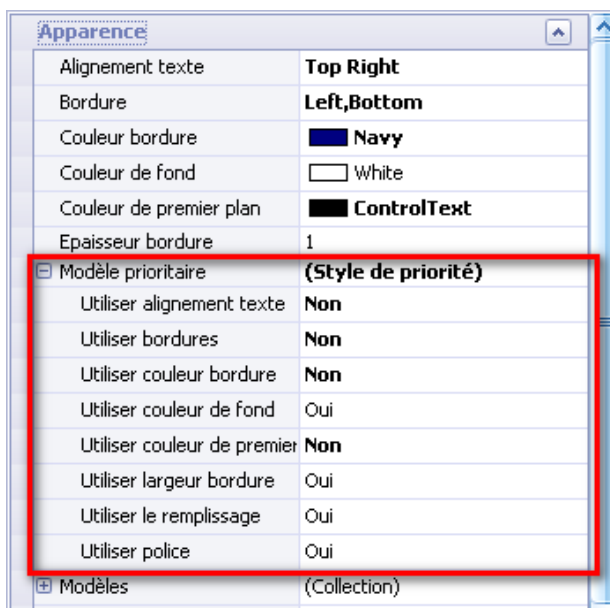 Apparence
Alignement texte Top Right
Bordure Left,Bottom
Couleur bordure Navy
Couleur de fond White
Couleur de premier plan ControlText
Epaisseur bordure 1
Modèle prioritaire (Style de priorité)
Utiliser alignement texte Non
Utiliser bordures Non
Utiliser couleur bordure Non
Utiliser couleur de fond Oui
Utiliser couleur de premier Non
Utiliser largeur bordure Oui
Utiliser le remplissage Oui
Utiliser police Oui
Modèles (Collection)